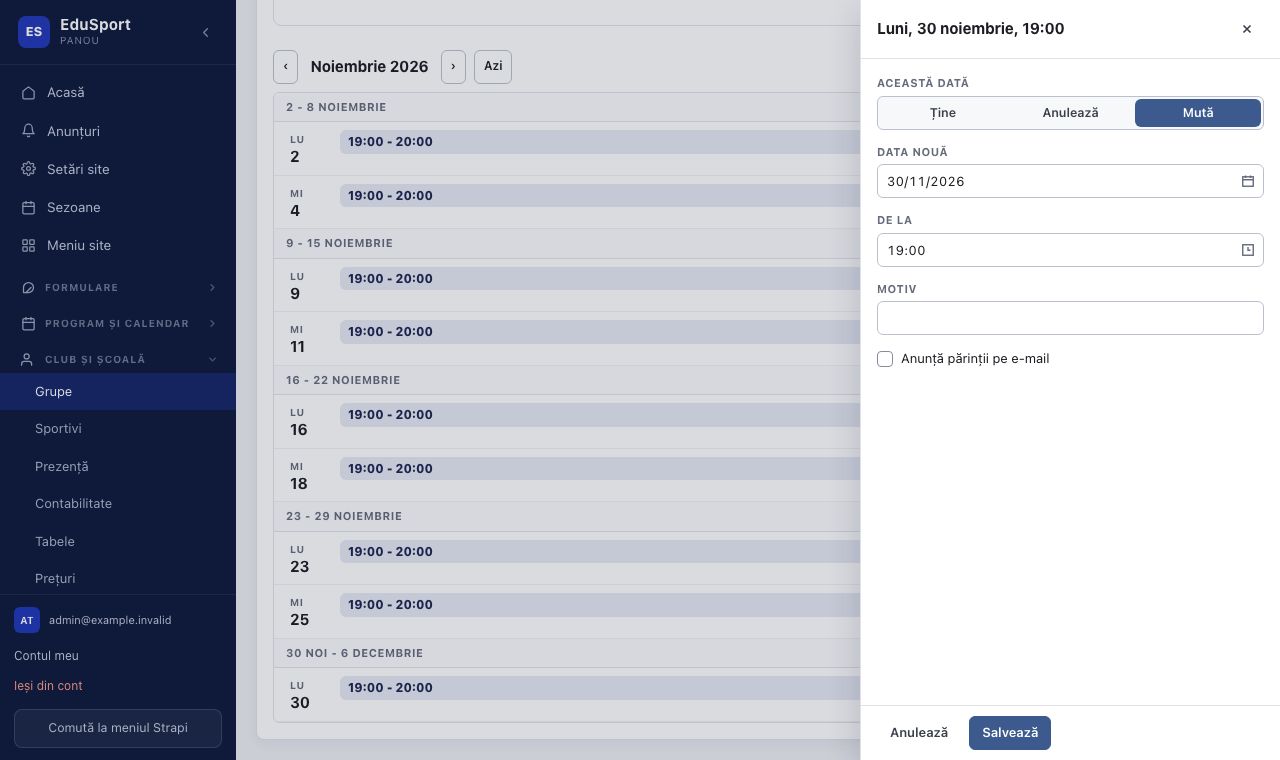 ES
EduSport
PANOU
Acasă
Anunțuri
Setări site
Sezoane
Meniu site
FORMULARE
PROGRAM ȘI CALENDAR
CLUB ȘI ȘCOALĂ
Grupe
Sportivi
Prezență
Contabilitate
Tabele
Prețuri
AT
admin@example.invalid
Contul meu
Ieși din cont
Comută la meniul Strapi
‹ Noiembrie 2026 › Azi
2 - 8 NOIEMBRIE
LU
2
19:00 - 20:00
MI
4
19:00 - 20:00
9 - 15 NOIEMBRIE
LU
9
19:00 - 20:00
MI
11
19:00 - 20:00
16 - 22 NOIEMBRIE
LU
16
19:00 - 20:00
MI
18
19:00 - 20:00
23 - 29 NOIEMBRIE
LU
23
19:00 - 20:00
MI
25
19:00 - 20:00
30 NOI - 6 DECEMBRIE
LU
30
19:00 - 20:00
Luni, 30 noiembrie, 19:00
ACEASTĂ DATĂ
Ține Anulează Mută
DATA NOUĂ
30/11/2026
DE LA
19:00
MOTIV
Anunță părinții pe e-mail
Anulează Salvează